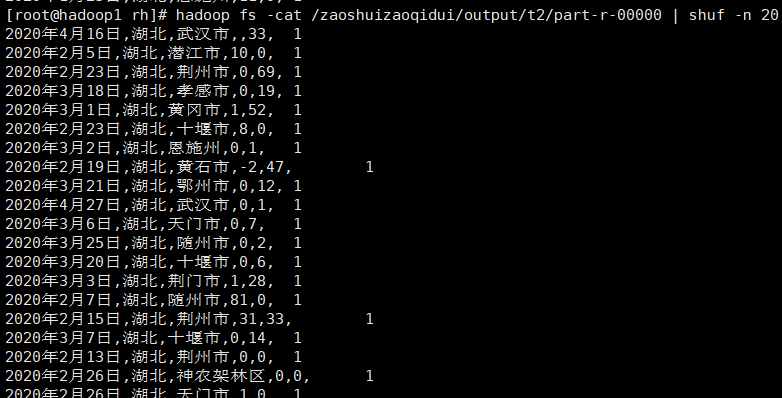 [root@hadoop1 rh]# hadoop fs -cat /zaoshuizaoqidui/output/t2/part-r-00000 | shuf -n 20
2020年4月16日,湖北,武汉市,,33, 1
2020年2月5日,湖北,潜江市,10,0, 1
2020年2月23日,湖北,荆州市,0,69, 1
2020年3月18日,湖北,孝感市,0,19, 1
2020年3月1日,湖北,黄冈市,1,52, 1
2020年2月23日,湖北,十堰市,8,0, 1
2020年3月2日,湖北,恩施州,0,1, 1
2020年2月19日,湖北,黄石市,-2,47, 1
2020年3月21日,湖北,鄂州市,0,12, 1
2020年4月27日,湖北,武汉市,0,1, 1
2020年3月6日,湖北,天门市,0,7, 1
2020年3月25日,湖北,随州市,0,2, 1
2020年3月20日,湖北,十堰市,0,6, 1
2020年3月3日,湖北,荆门市,1,28, 1
2020年2月7日,湖北,随州市,81,0, 1
2020年2月15日,湖北,荆州市,31,33, 1
2020年3月7日,湖北,十堰市,0,14, 1
2020年2月13日,湖北,荆州市,0,0, 1
2020年2月26日,湖北,神农架林区,0,0, 1
2020年2月26日,湖北,天门市,1,0, 1